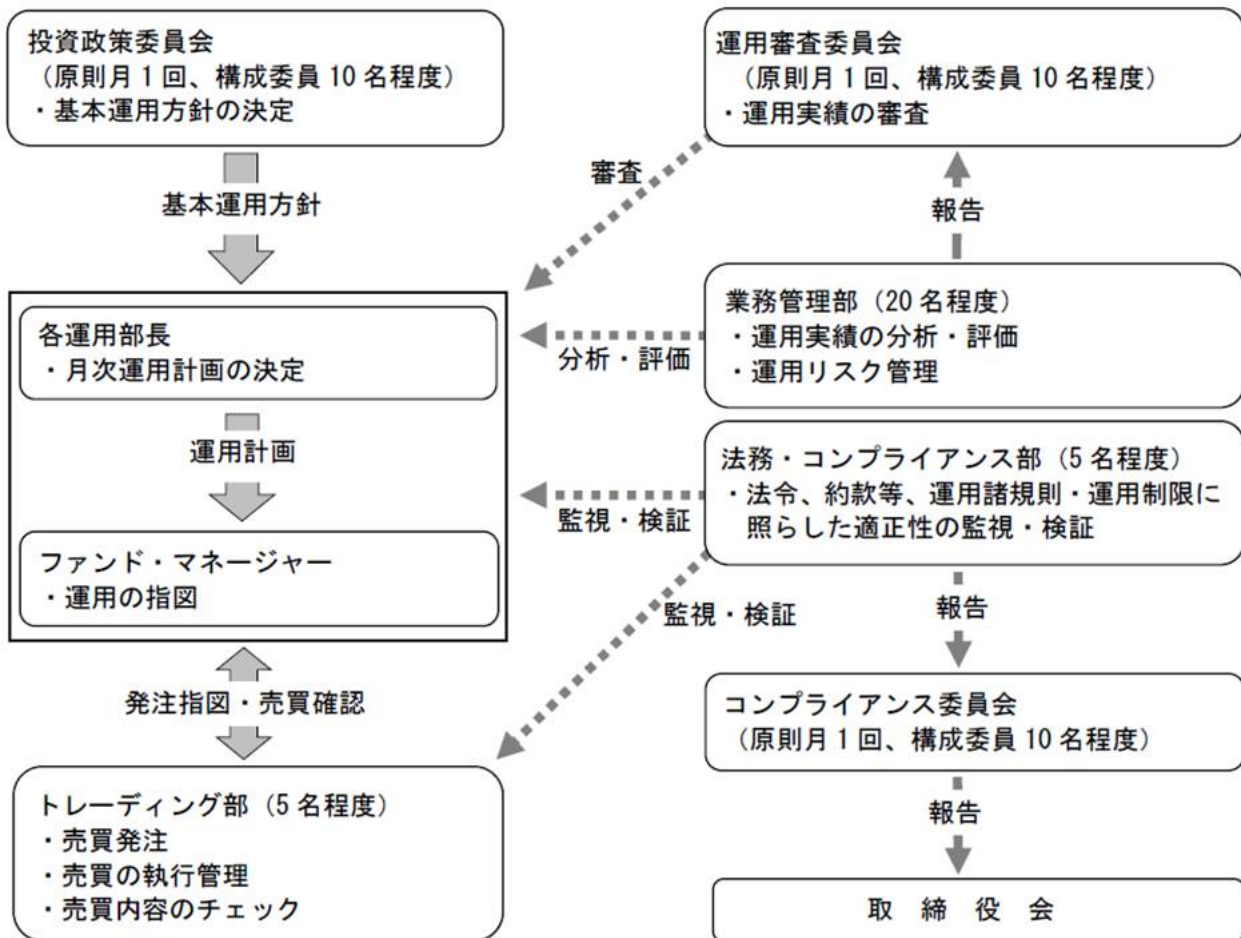 投資政策委員会
（原則月1回、構成委員10名程度）
・基本運用方針の決定
基本運用方針
各運用部長
・月次運用計画の決定
運用計画
ファンド・マネージャー
・運用の指図
発注指図・売買確認
トレーディング部（5名程度）
・売買発注
・売買の執行管理
・売買内容のチェック
運用審査委員会
（原則月1回、構成委員10名程度）
・運用実績の審査
審査
報告
業務管理部（20名程度）
・運用実績の分析・評価
・運用リスク管理
分析・評価
法務・コンプライアンス部（5名程度）
・法令、約款等、運用諸規則・運用制限に
照らした適正性の監視・検証
監視・検証
監視・検証
報告
コンプライアンス委員会
（原則月1回、構成委員10名程度）
報告
取締役会